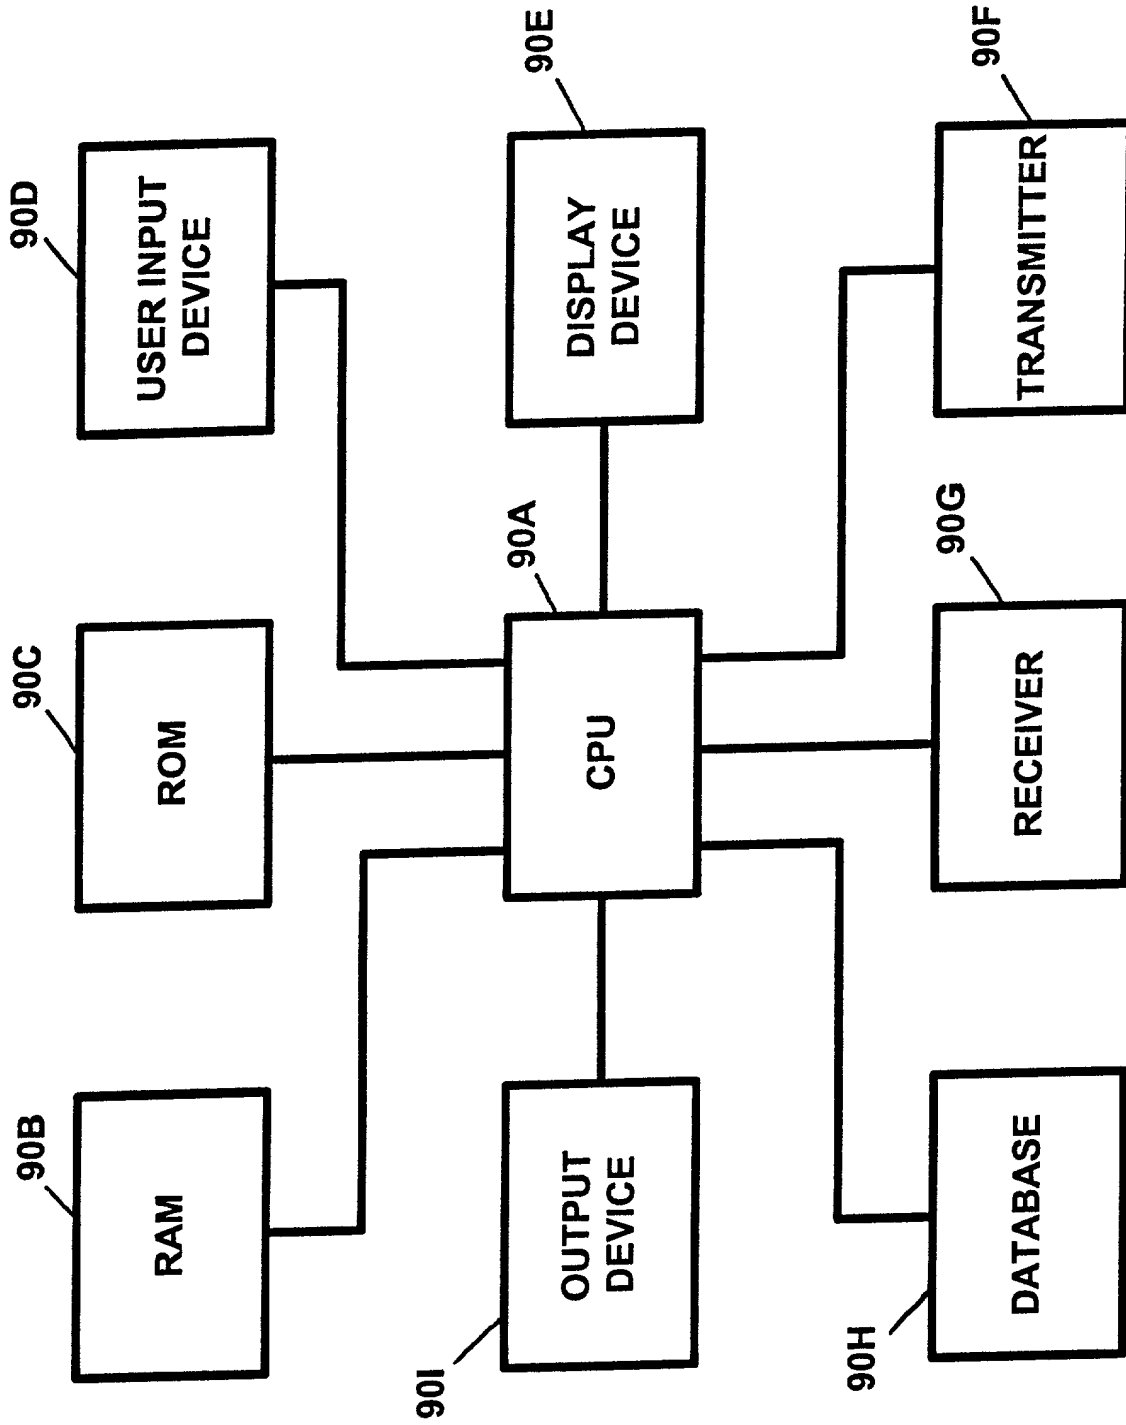 90B
RAM
90C
ROM
90D
USER INPUT
DEVICE
90I
OUTPUT
DEVICE
90A
CPU
90E
DISPLAY
DEVICE
90H
DATABASE
90G
RECEIVER
90F
TRANSMITTER